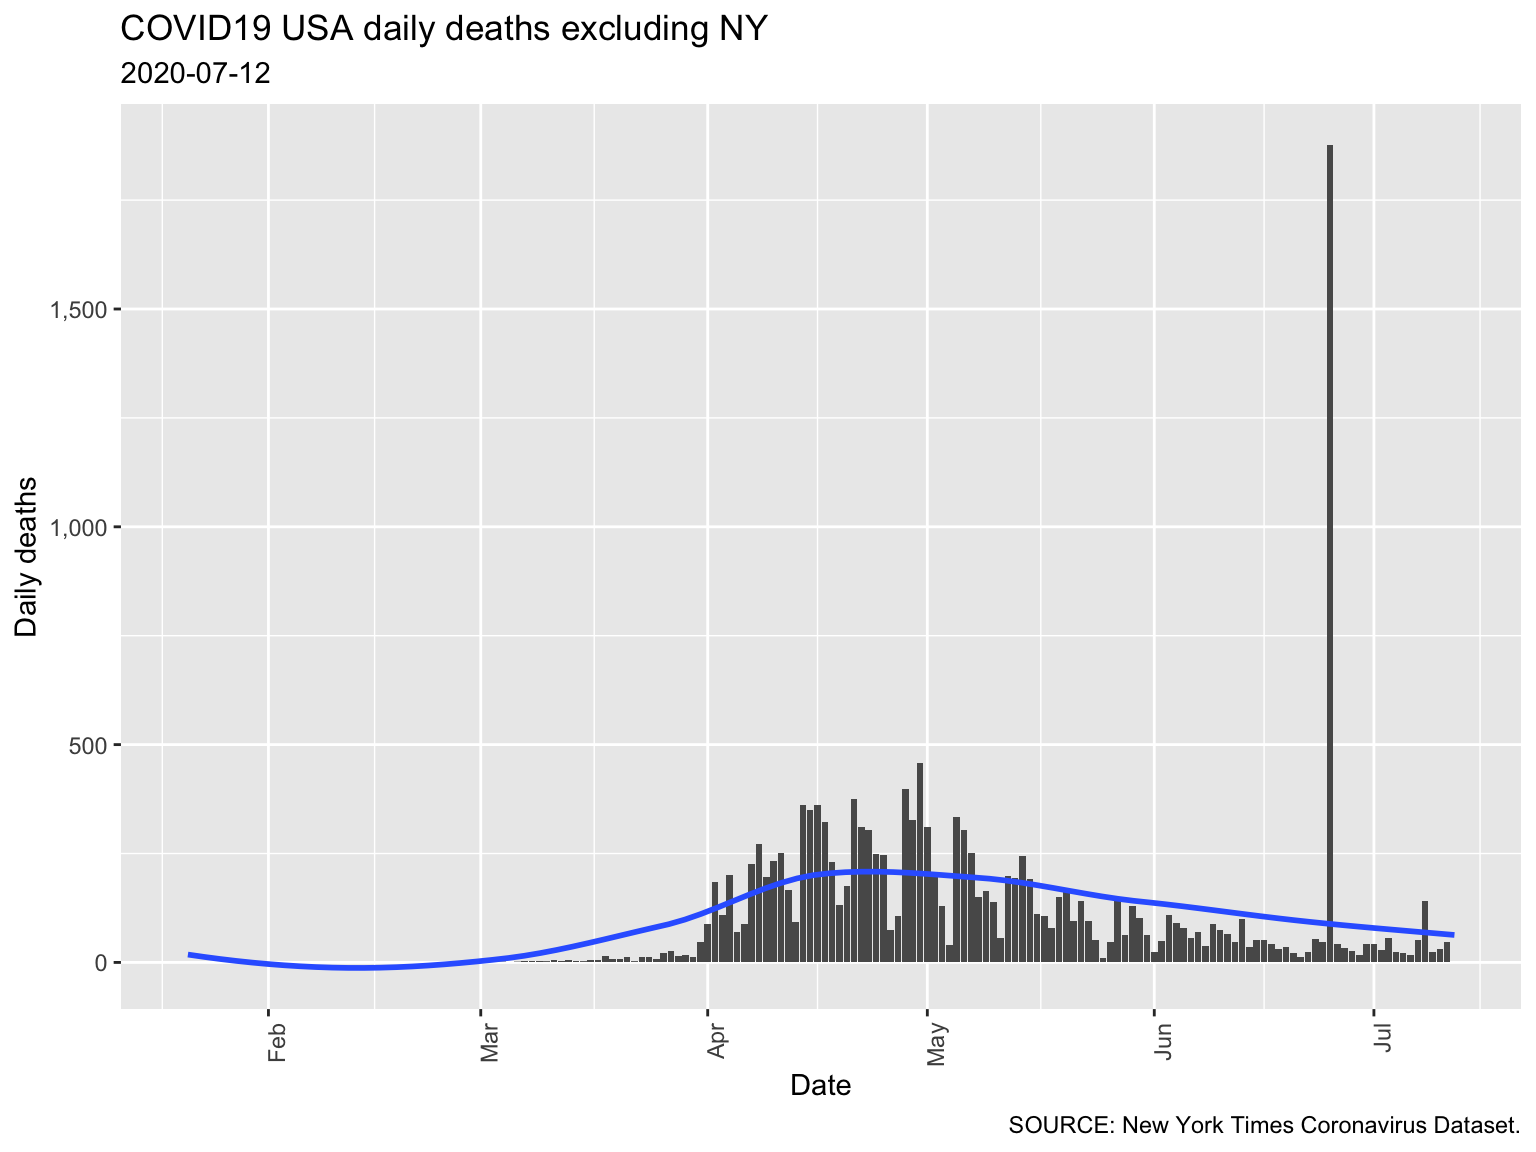 COVID19 USA daily deaths excluding NY
2020-07-12
Daily deaths
1,500
1,000
500
0
Feb
Mar
Apr
May
Jun
Jul
Date
SOURCE: New York Times Coronavirus Dataset.